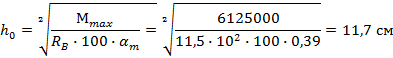 h₀ = ²√(M_max / (R_B · 100 · α_m)) = ²√(6125000 / (11,5 · 10² · 100 · 0,39)) = 11,7 см